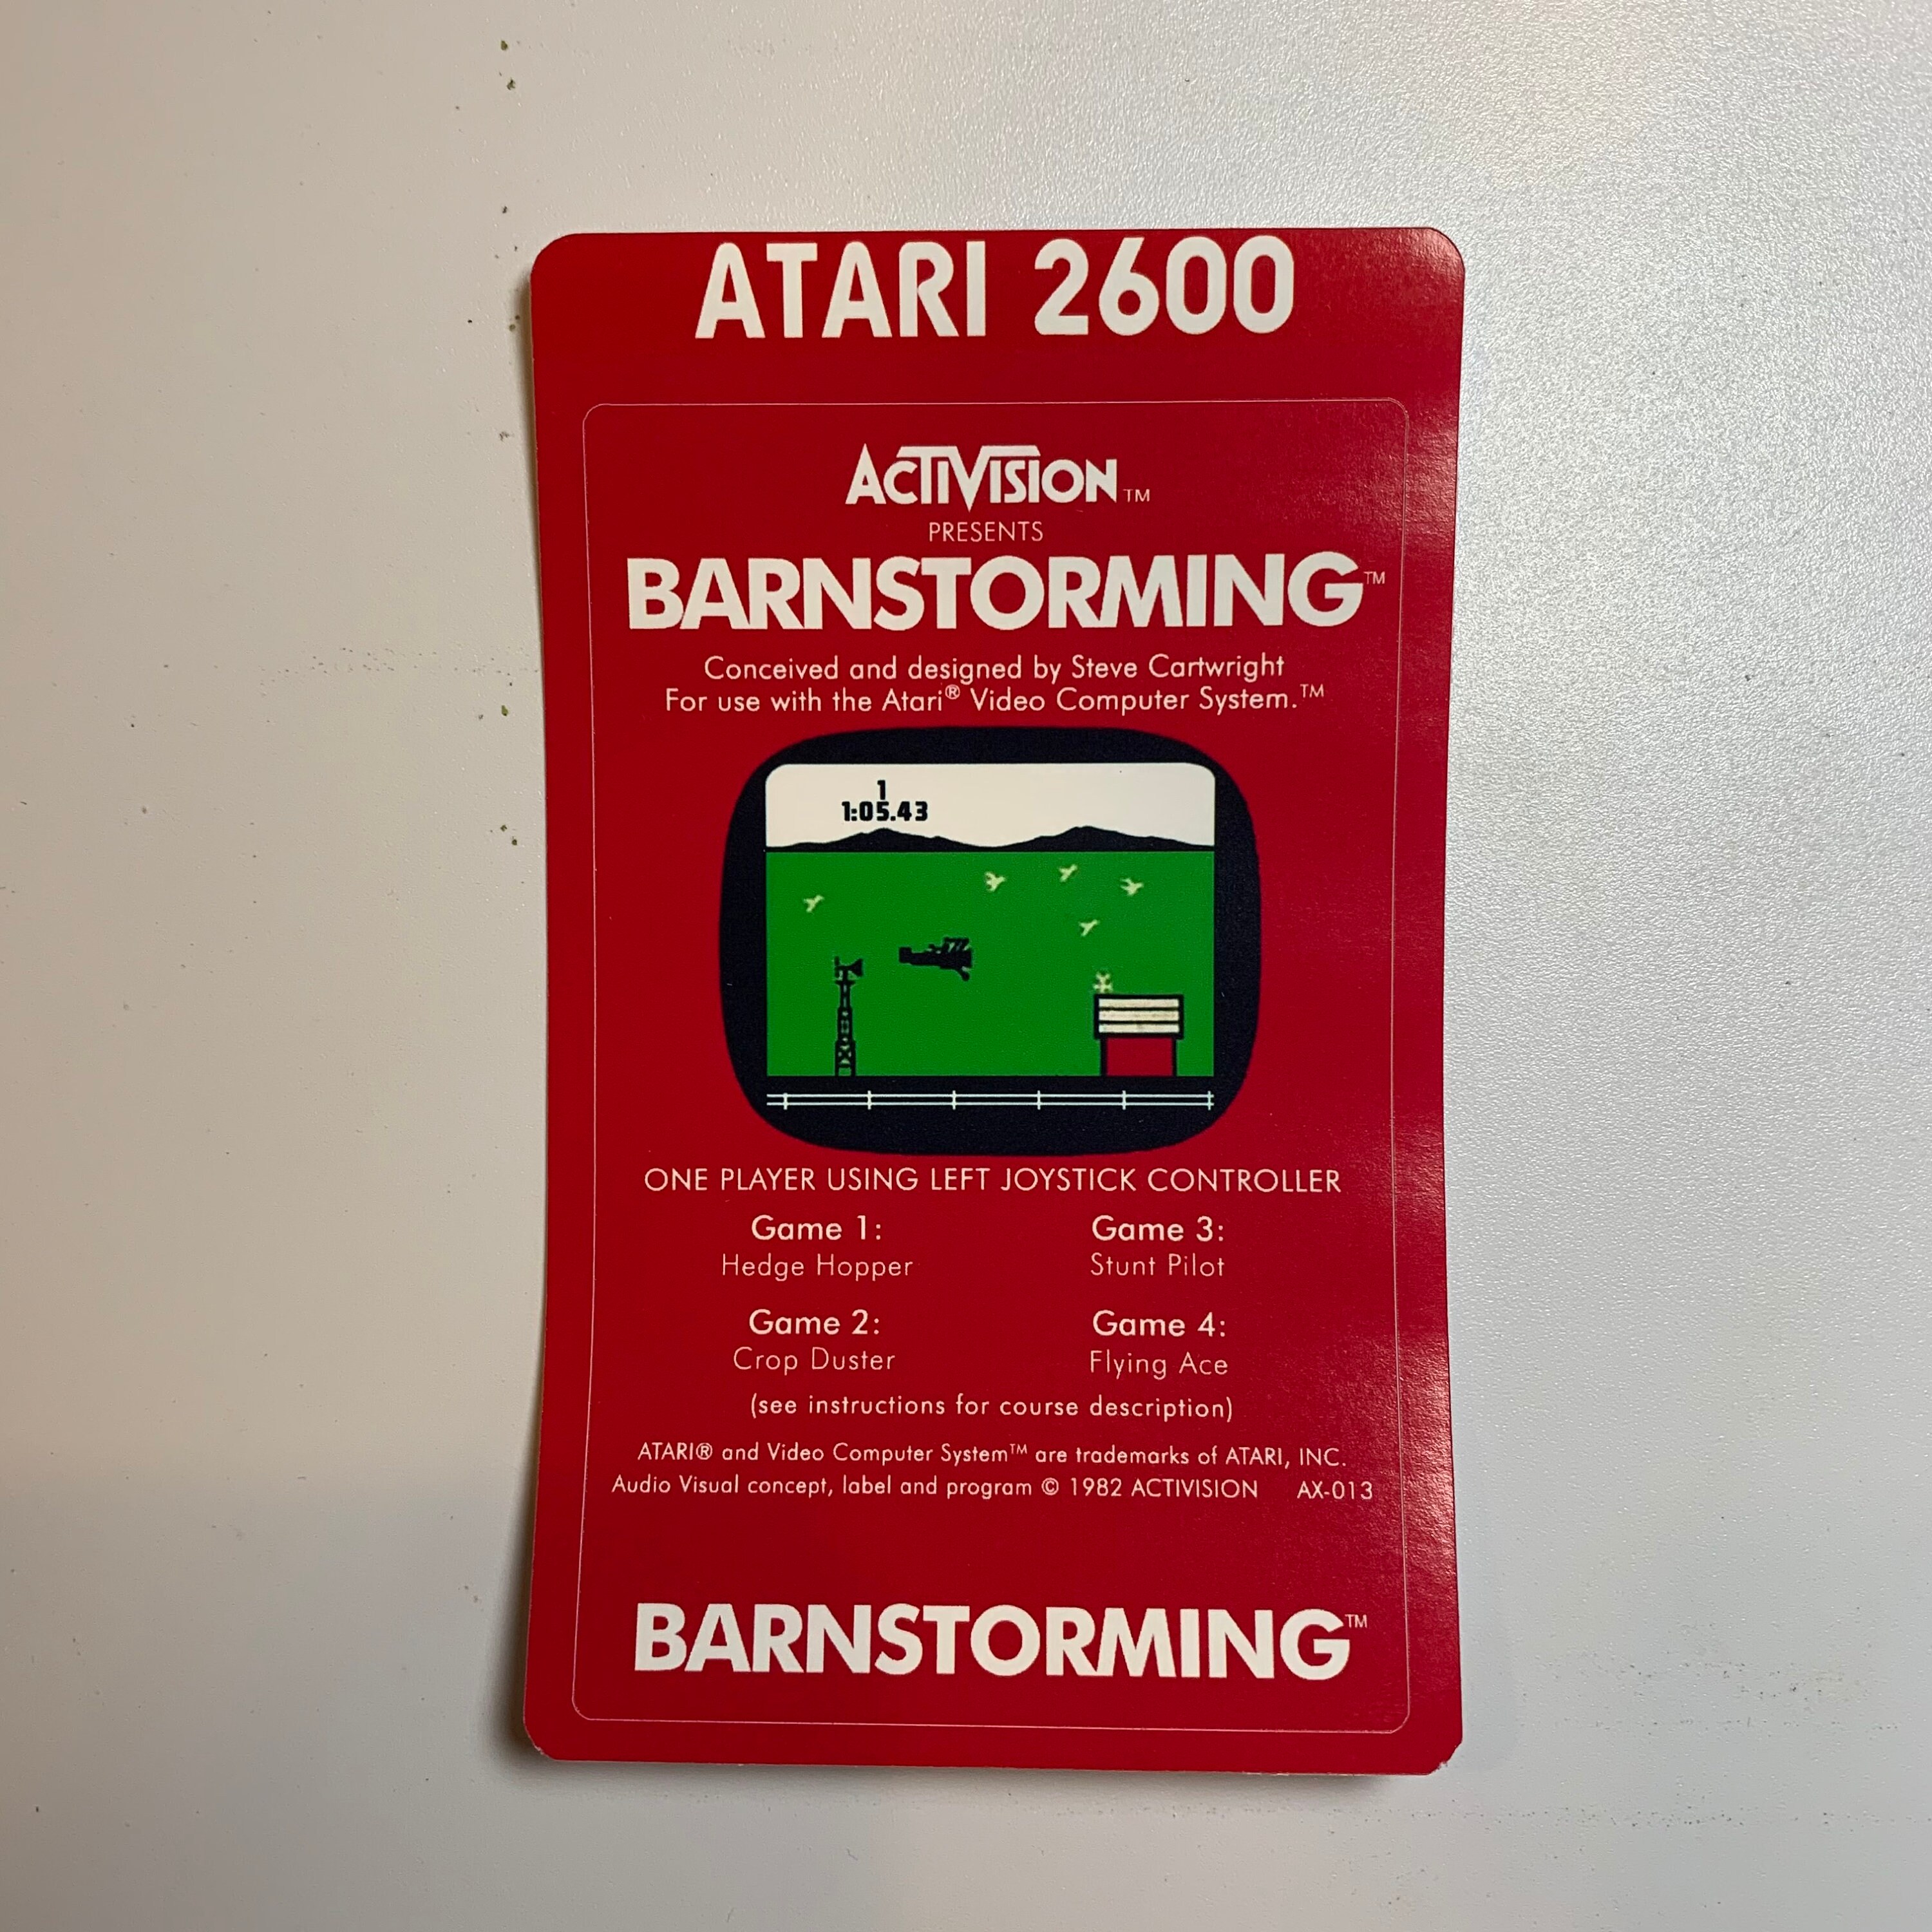 ATARI 2600
ACTIVISION™
PRESENTS
BARNSTORMING™
Conceived and designed by Steve Cartwright
For use with the Atari® Video Computer System.™
1
1:05.43
ONE PLAYER USING LEFT JOYSTICK CONTROLLER
Game 1:
Hedge Hopper
Game 2:
Crop Duster
Game 3:
Stunt Pilot
Game 4:
Flying Ace
(see instructions for course description)
ATARI® and Video Computer System™ are trademarks of ATARI, INC.
Audio Visual concept, label and program © 1982 ACTIVISION AX-013
BARNSTORMING™